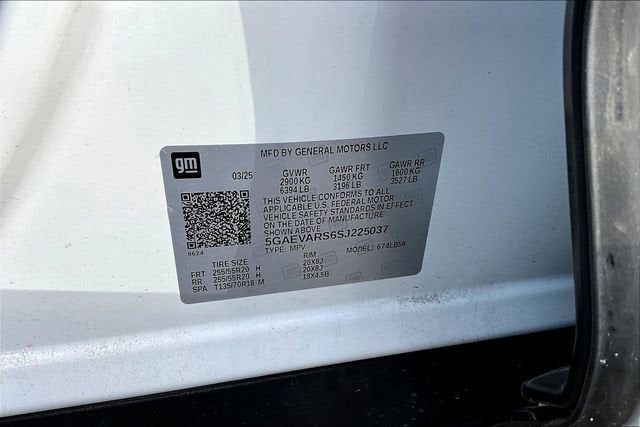 MFD BY GENERAL MOTORS LLC
gm
03/25
GVWR GAWR FRT GAWR RR
2900 KG 1450 KG 1600 KG
6394 LB 3196 LB 3527 LB
THIS VEHICLE CONFORMS TO ALL
APPLICABLE U.S. FEDERAL MOTOR
VEHICLE SAFETY STANDARDS IN EFFECT
ON THE DATE OF MANUFACTURE
SHOWN ABOVE.
5GAEVARS6SJ225037
TYPE: MPV MODEL: 674LB56
8624
TIRE SIZE RIM
FRT 255/55R20 H 20X8J
RR 255/55R20 H 20X8J
SPA T135/70R18 M 18X4.5B